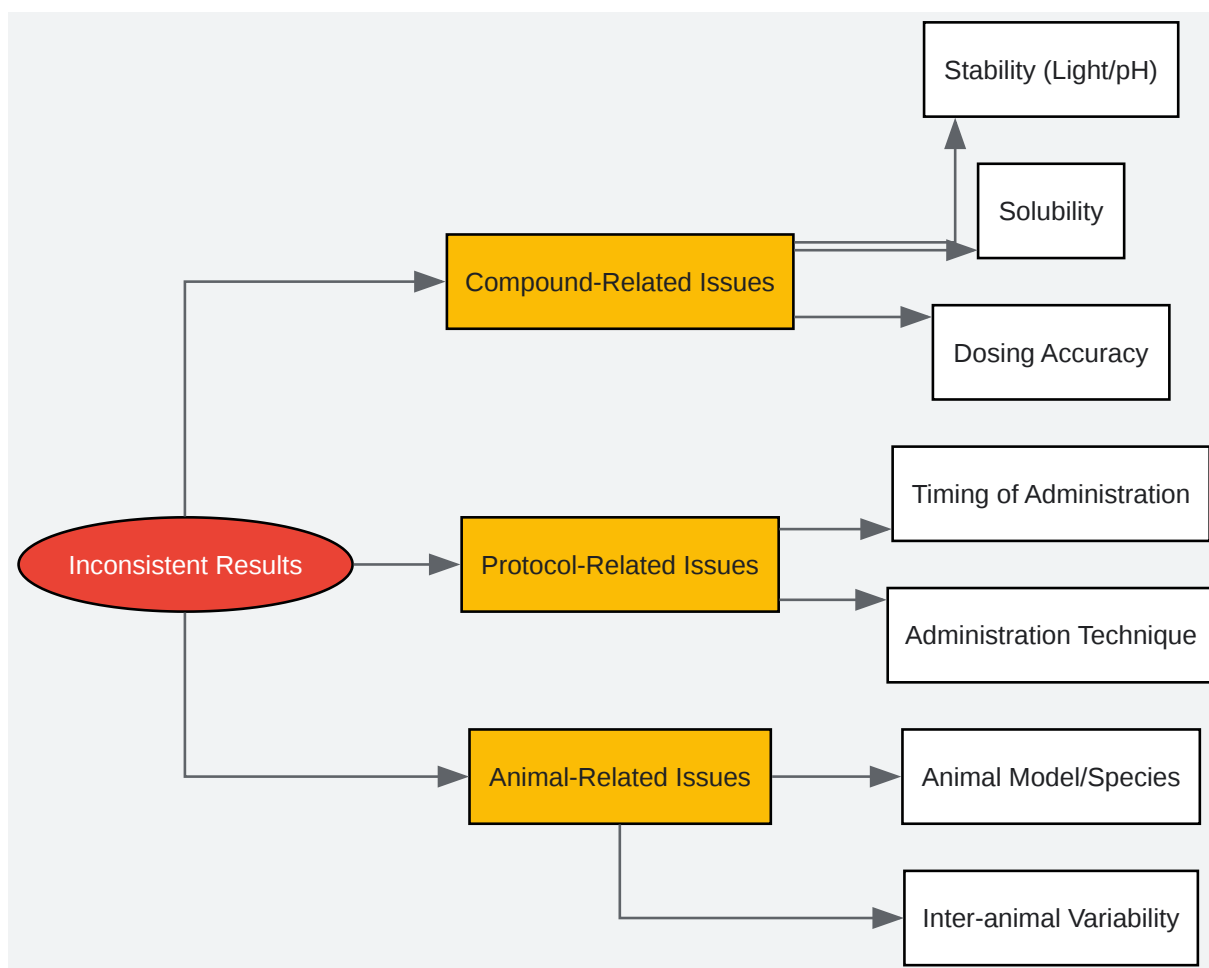 Inconsistent Results
Compound-Related Issues
Stability (Light/pH)
Solubility
Dosing Accuracy
Protocol-Related Issues
Timing of Administration
Administration Technique
Animal-Related Issues
Animal Model/Species
Inter-animal Variability